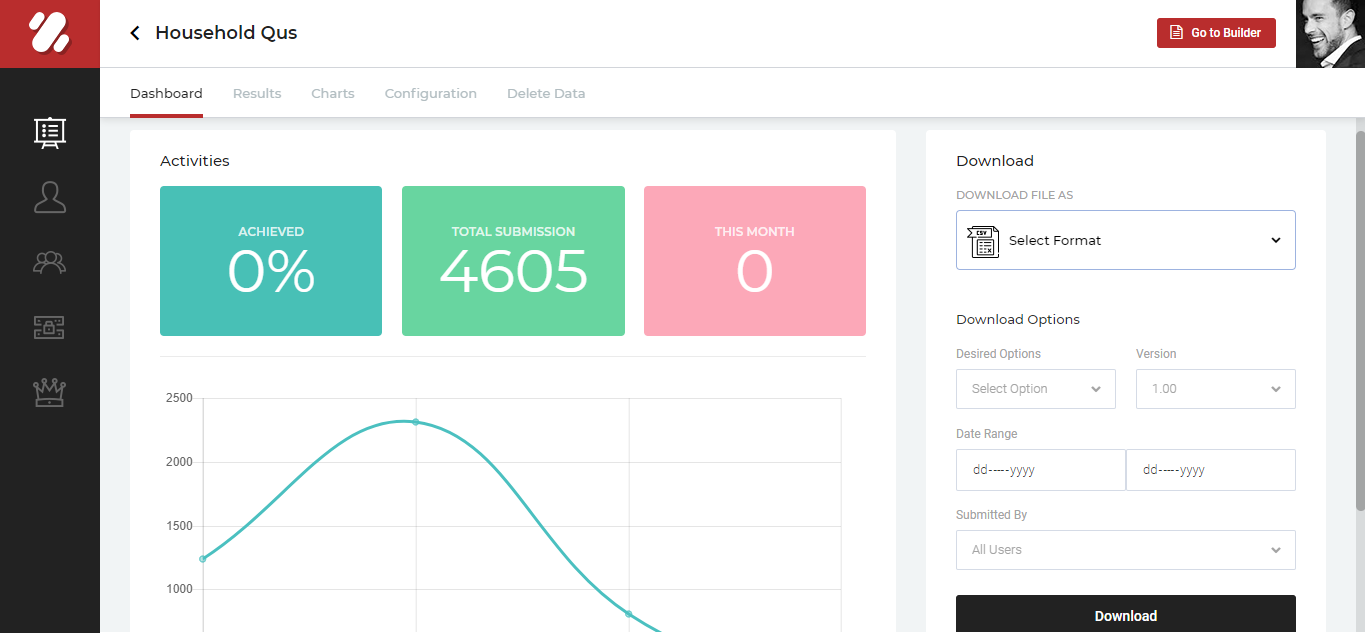 Household Qus
Go to Builder
Dashboard
Results
Charts
Configuration
Delete Data
Activities
ACHIEVED
0%
TOTAL SUBMISSION
4605
THIS MONTH
0
2500
2000
1500
1000
Download
DOWNLOAD FILE AS
CSV
Select Format
Download Options
Desired Options
Version
Select Option
1.00
Date Range
dd-----yyyy
dd-----yyyy
Submitted By
All Users
Download